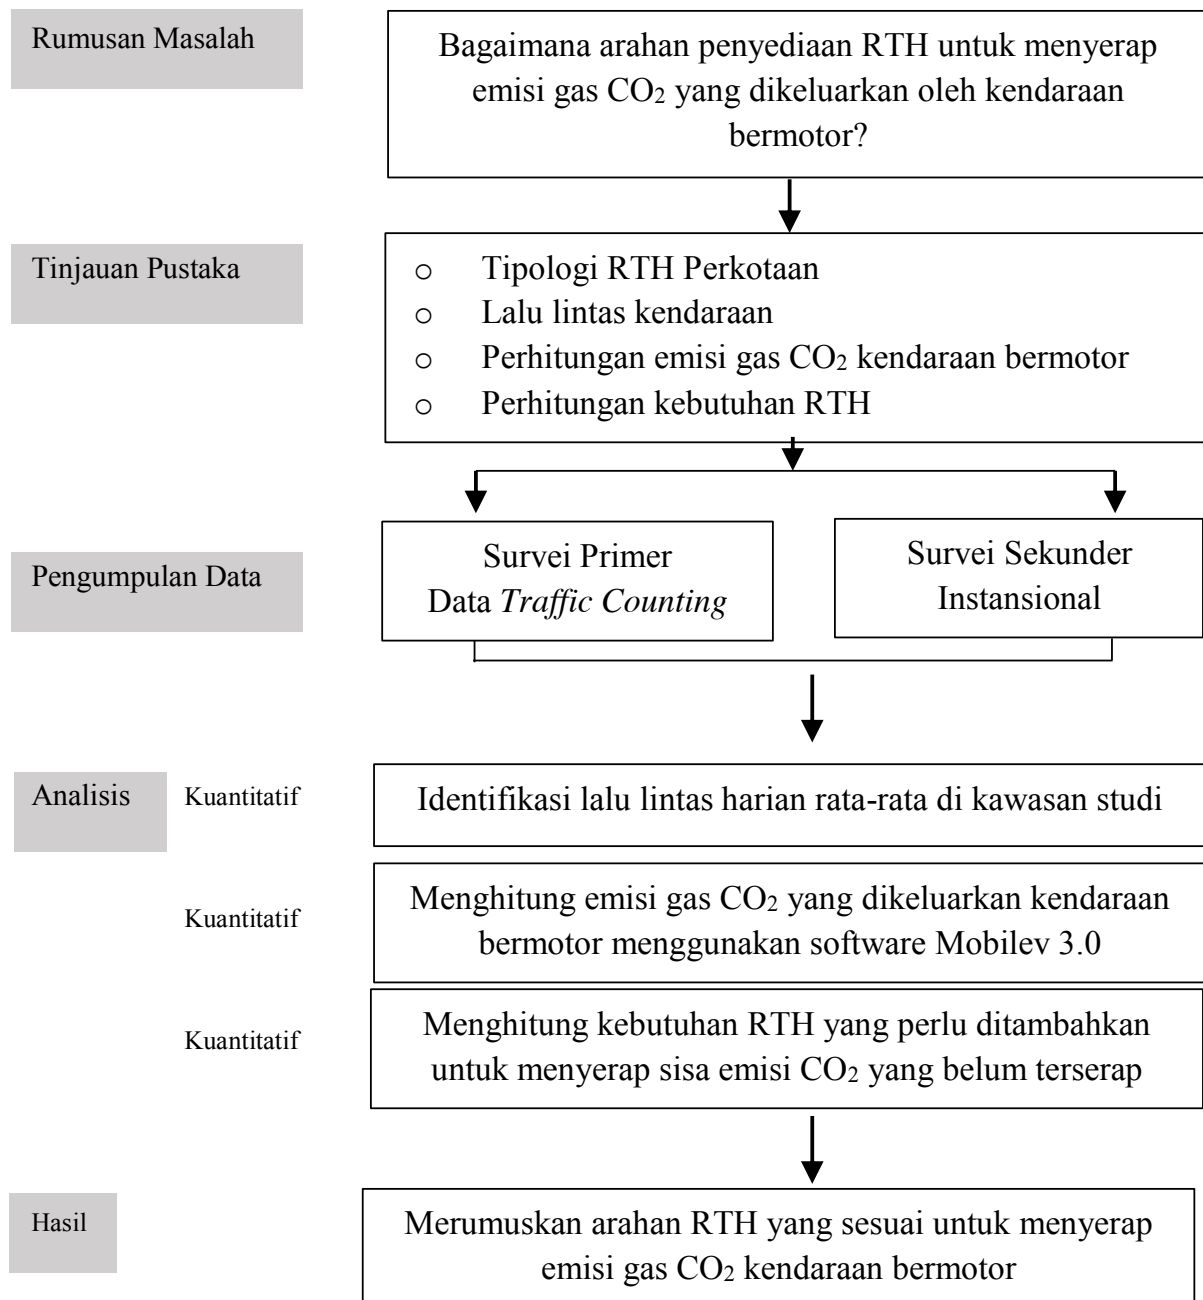 Rumusan Masalah
Bagaimana arahan penyediaan RTH untuk menyerap
emisi gas CO₂ yang dikeluarkan oleh kendaraan
bermotor?
Tinjauan Pustaka
o Tipologi RTH Perkotaan
o Lalu lintas kendaraan
o Perhitungan emisi gas CO₂ kendaraan bermotor
o Perhitungan kebutuhan RTH
Pengumpulan Data
Survei Primer
Data Traffic Counting
Survei Sekunder
Instansional
Analisis
Kuantitatif
Identifikasi lalu lintas harian rata-rata di kawasan studi
Kuantitatif
Menghitung emisi gas CO₂ yang dikeluarkan kendaraan
bermotor menggunakan software Mobilev 3.0
Kuantitatif
Menghitung kebutuhan RTH yang perlu ditambahkan
untuk menyerap sisa emisi CO₂ yang belum terserap
Hasil
Merumuskan arahan RTH yang sesuai untuk menyerap
emisi gas CO₂ kendaraan bermotor